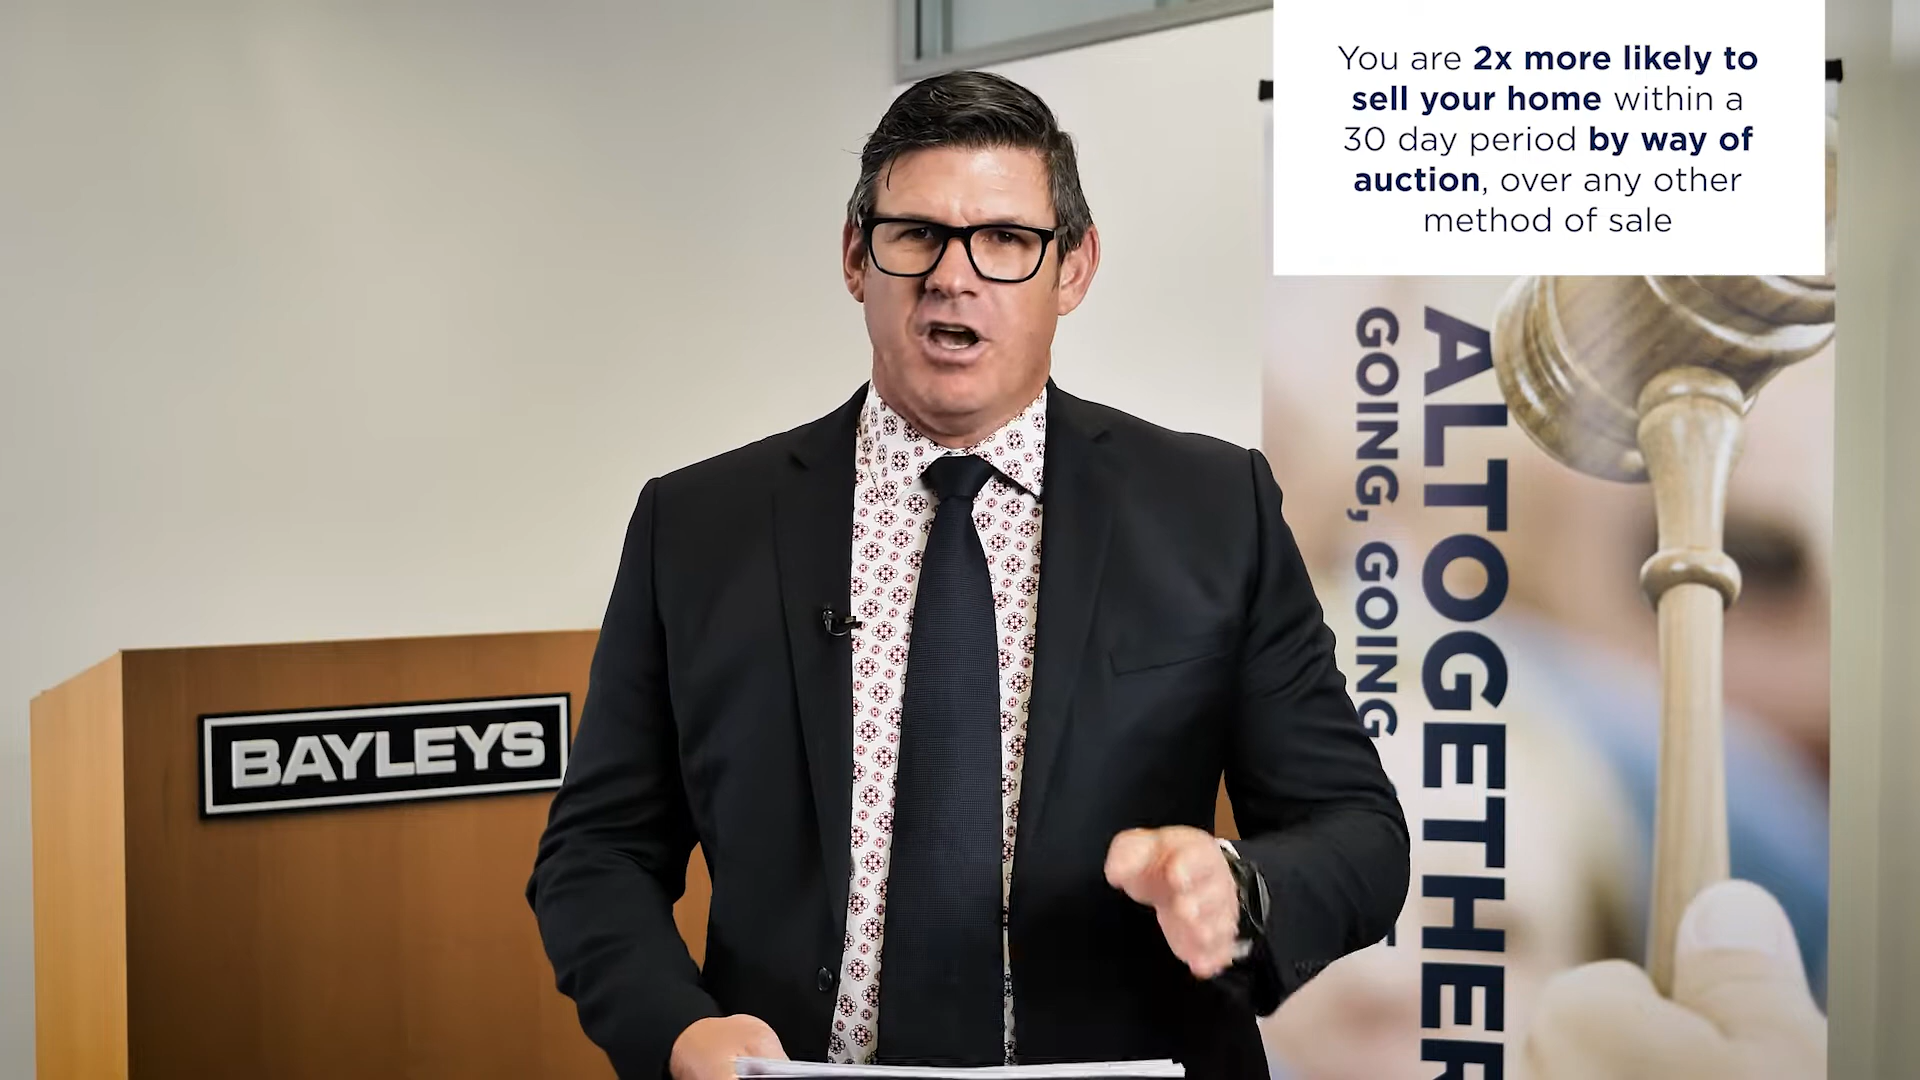 You are 2x more likely to
sell your home within a
30 day period by way of
auction, over any other
method of sale
BAYLEYS
ALTOGETHER
GOING, GOING